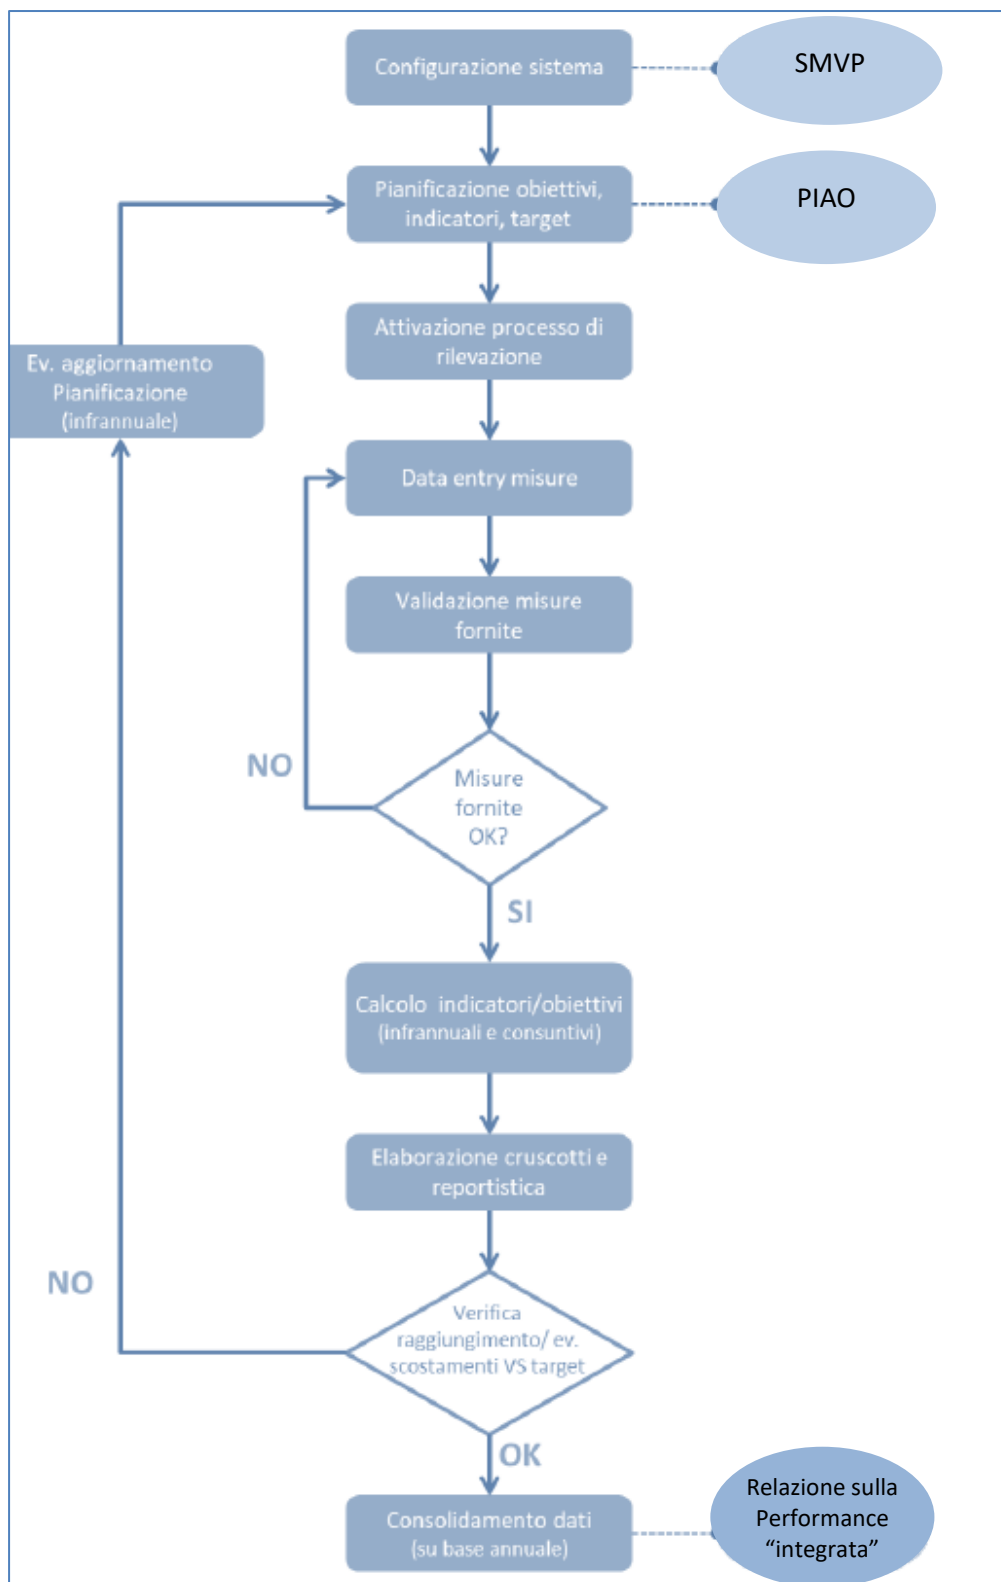 Configurazione sistema
SMVP
Pianificazione obiettivi,
indicatori, target
PIAO
Attivazione processo di
rilevazione
Ev. aggiornamento
Pianificazione
(infrannuale)
Data entry misure
Validazione misure
fornite
NO
Misure
fornite
OK?
SI
Calcolo indicatori/obiettivi
(infrannuali e consuntivi)
Elaborazione cruscotti e
reportistica
NO
Verifica
raggiungimento/ ev.
scostamenti VS target
OK
Consolidamento dati
(su base annuale)
Relazione sulla
Performance
“integrata”